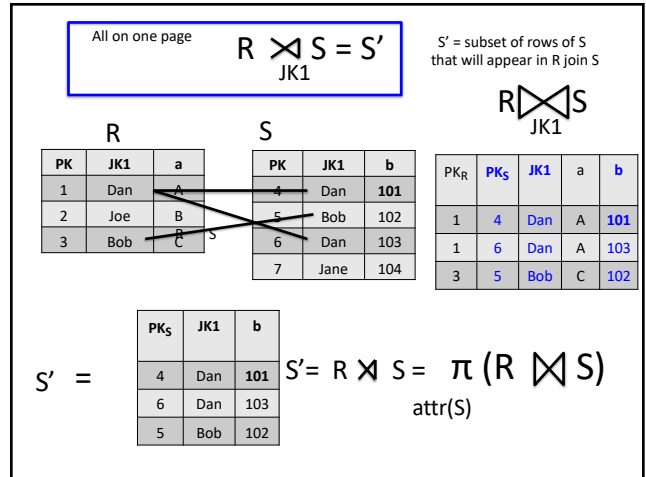 All on one page
R ⋊ S = S'
JK1
S' = subset of rows of S
that will appear in R join S
R⋈S
JK1
R
PK JK1 a
1 Dan A
2 Joe B
3 Bob C
R S
S
PK JK1 b
4 Dan 101
5 Bob 102
6 Dan 103
7 Jane 104
PKR PKS JK1 a b
1 4 Dan A 101
1 6 Dan A 103
3 5 Bob C 102
S' =
PKS JK1 b
4 Dan 101
6 Dan 103
5 Bob 102
S'= R ⋊ S = π (R ⋈ S)
attr(S)